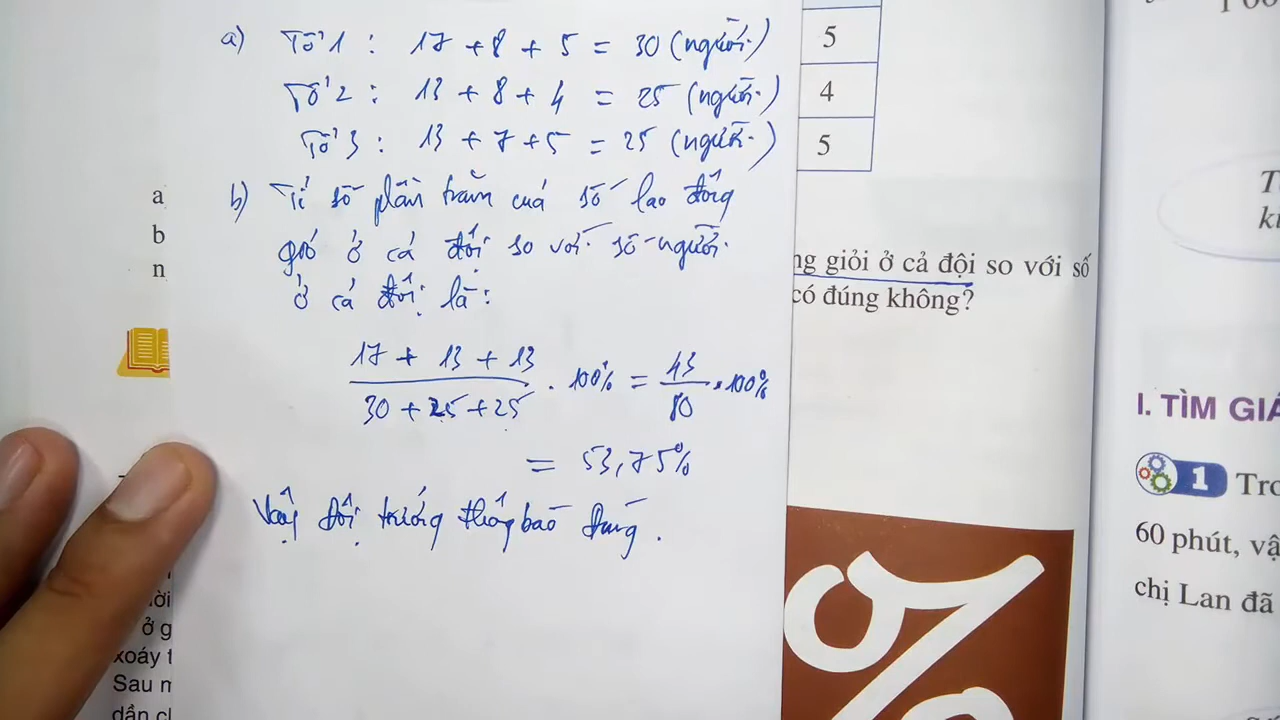 a) Tổ 1 : 17 + 8 + 5 = 30 (người)
Tổ 2 : 13 + 8 + 4 = 25 (người)
Tổ 3 : 13 + 7 + 5 = 25 (người)
b) Tỉ số phần trăm của số lao động
giỏi ở cả đội so với số người
ở cả đội là :
17 + 13 + 13 / 30 + 25 + 25 . 100% = 43 / 80 . 100%
= 53,75%
Vậy đội trưởng thông báo đúng .
5
4
5
a
b
n
ng giỏi ở cả đội so với số
có đúng không?
%
ở g
xoáy t
Sau m
dần c
I. TÌM GIÁ
1 Tro
60 phút, vậ
chị Lan đã